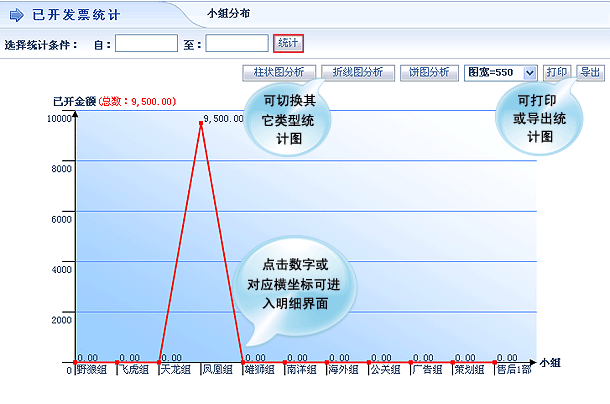 已开发票统计
小组分布
选择统计条件： 自： 至： 统计
柱状图分析 折线图分析 饼图分析 图宽=550 打印 导出
可切换其
它类型统
计图
可打印
或导出统
计图
已开金额(总数：9,500.00)
10000
9,500.00
8000
6000
4000
2000
0
点击数字或
对应横坐标可进
入明细界面
0.00 0.00 0.00 0.00 0.00 0.00 0.00 0.00 0.00 0.00
野狼组 飞虎组 天龙组 凤凰组 雄狮组 南洋组 海外组 公关组 广告组 策划组 售后1部
小组